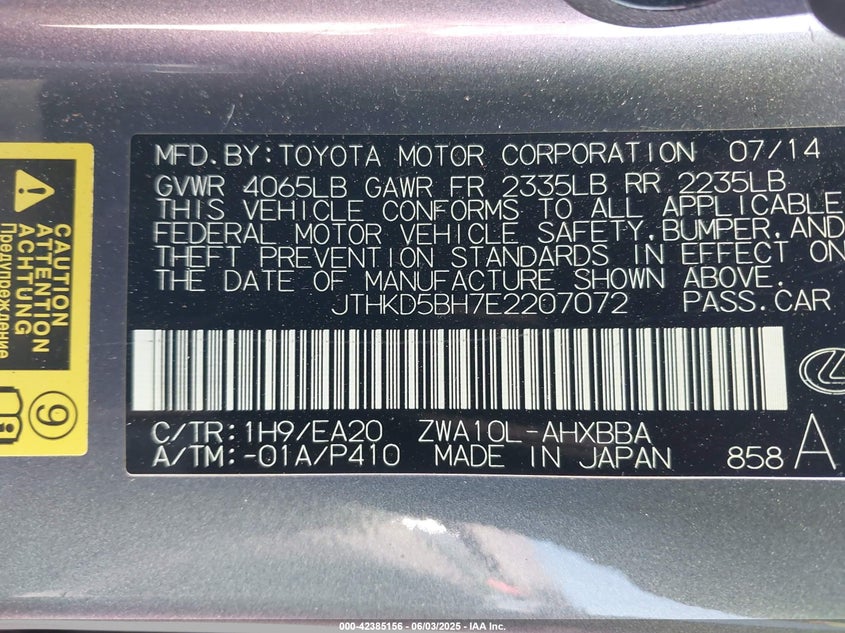 MFD.BY:TOYOTA MOTOR CORPORATION 07/14
GVWR 4065LB GAWR FR 2335LB RR 2235LB
THIS VEHICLE CONFORMS TO ALL APPLICABLE
FEDERAL MOTOR VEHICLE SAFETY,BUMPER,AND
THEFT PREVENTION STANDARDS IN EFFECT ON
THE DATE OF MANUFACTURE SHOWN ABOVE.
JTHKD5BH7E2207072 PASS.CAR
C/TR:1H9/EA20 ZWA10L-AHXBBA
A/TM:-01A/P410 MADE IN JAPAN 858 A
CAUTION
ATTENTION
ACHTUNG
Предупреждение
9
000-42385156 - 06/03/2025 - IAA Inc.